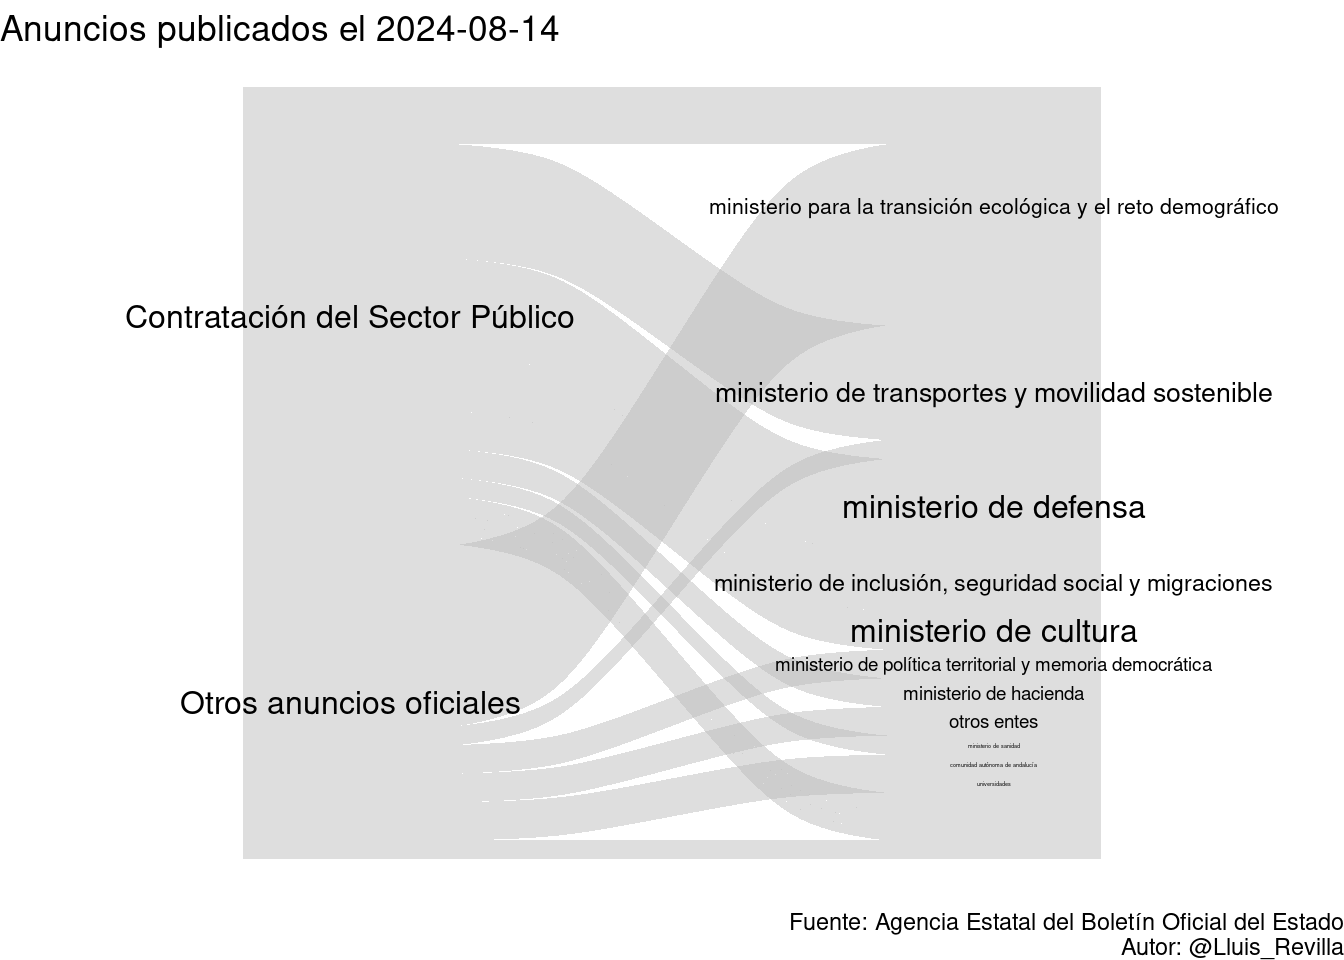 Anuncios publicados el 2024-08-14
ministerio para la transición ecológica y el reto demográfico
Contratación del Sector Público
ministerio de transportes y movilidad sostenible
ministerio de defensa
ministerio de inclusión, seguridad social y migraciones
ministerio de cultura
ministerio de política territorial y memoria democrática
ministerio de hacienda
Otros anuncios oficiales
otros entes
ministerio de sanidad
comunidad autónoma de andalucía
universidades
Fuente: Agencia Estatal del Boletín Oficial del Estado
Autor: @Lluis_Revilla